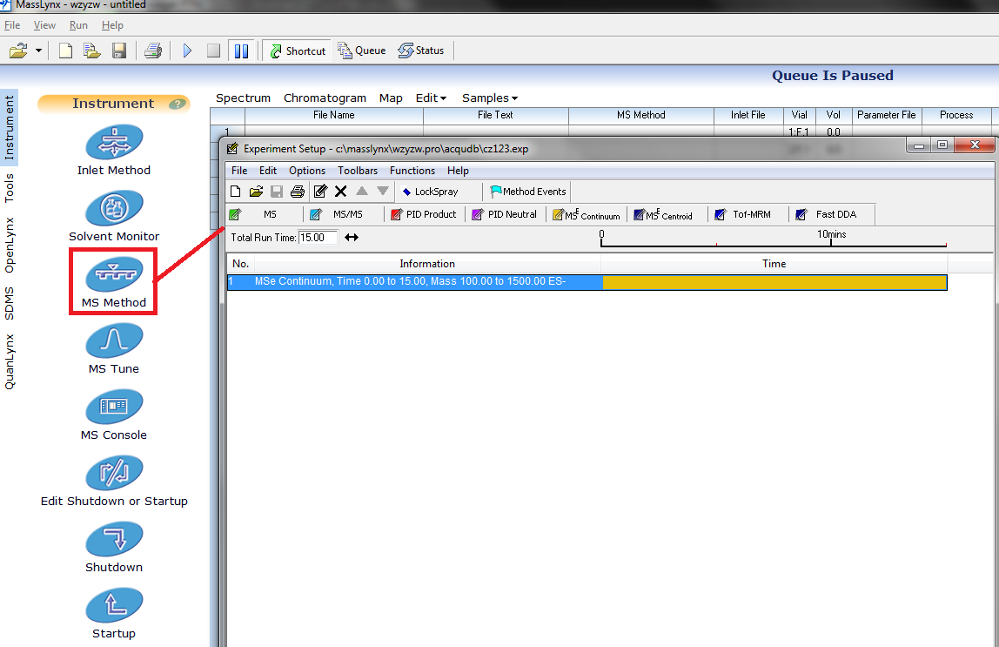 MassLynx - wzyzw - untitled
File View Run Help
Shortcut Queue Status
Queue Is Paused
Instrument
Tools
OpenLynx
SDMS
QuanLynx
Instrument ?
Inlet Method
Solvent Monitor
MS Method
MS Tune
MS Console
Edit Shutdown or Startup
Shutdown
Startup
Spectrum Chromatogram Map Edit Samples
File Name File Text MS Method Inlet File Vial Vol Parameter File Process
1 1:F,1 0.0
Experiment Setup - c:\masslynx\wzyzw.pro\acqudb\cz123.exp
File Edit Options Toolbars Functions Help
LockSpray Method Events
MS MS/MS PID Product PID Neutral MSE Continuum MSE Centroid Tof-MRM Fast DDA
Total Run Time: 15.00 0 10mins
No. Information Time
1 MSe Continuum, Time 0.00 to 15.00, Mass 100.00 to 1500.00 ES-